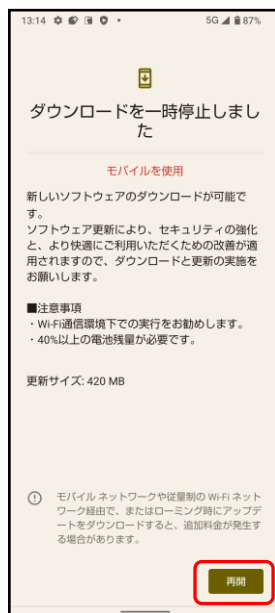 13:14 5G 87%
ダウンロードを一時停止しまし
た
モバイルを使用
新しいソフトウェアのダウンロードが可能で
す。
ソフトウェア更新により、セキュリティの強化
と、より快適にご利用いただくための改善が適
用されますので、ダウンロードと更新の実施を
お願いします。
■注意事項
・Wi-Fi通信環境下での実行をお勧めします。
・40%以上の電池残量が必要です。
更新サイズ: 420 MB
モバイル ネットワークや従量制の Wi-Fi ネット
ワーク経由で、またはローミング時にアップデ
ートをダウンロードすると、追加料金が発生す
る場合があります。
再開